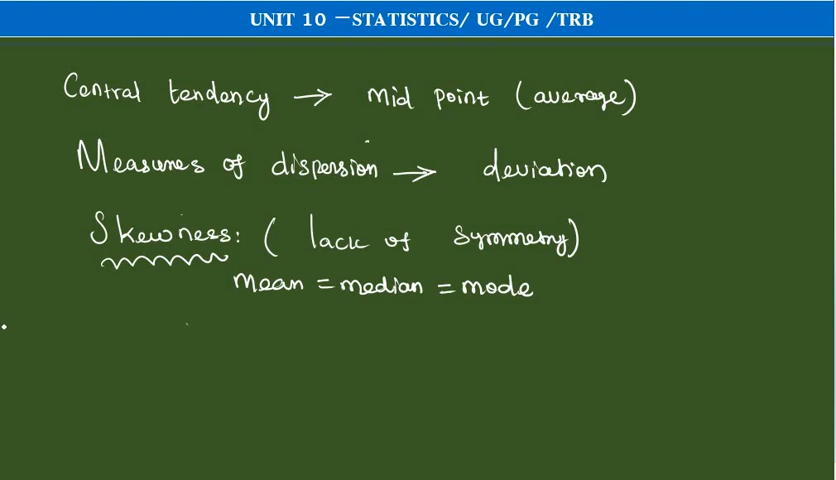 UNIT 10 – STATISTICS/ UG/PG /TRB
Central tendency → Mid point (average)
Measures of dispersion → deviation
Skewness: ( lack of symmetry)
mean = median = mode